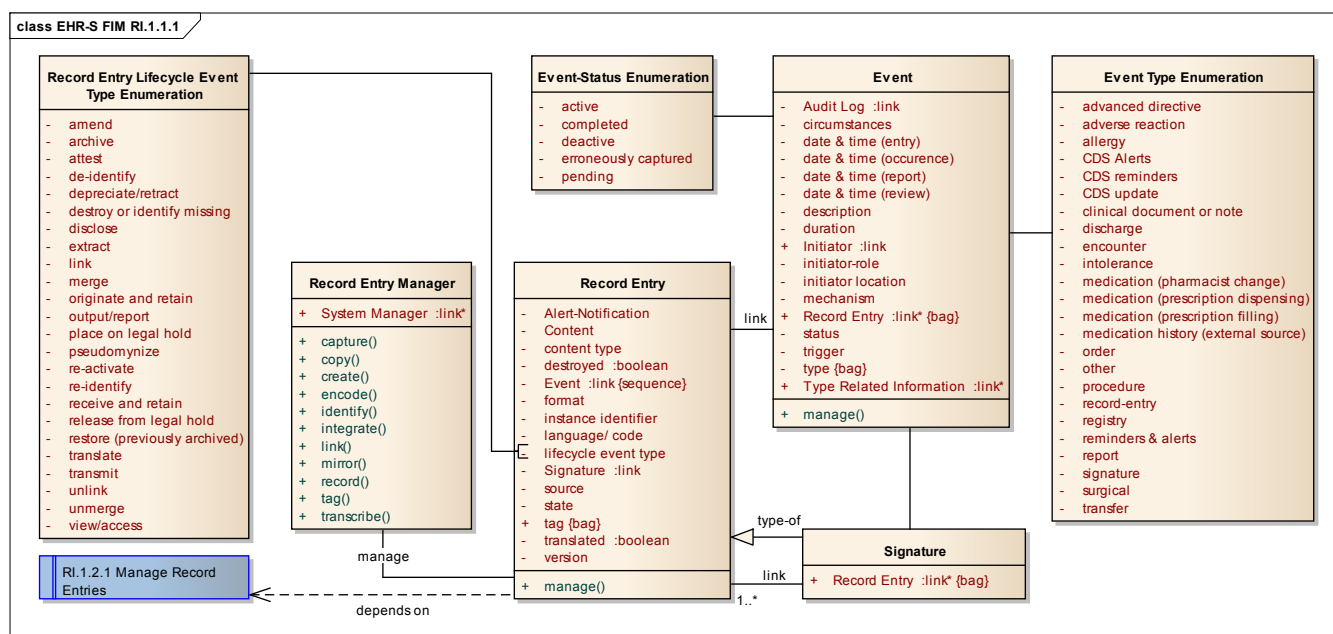 class EHR-S FIM RI.1.1.1
Record Entry Lifecycle Event
Type Enumeration
- amend
- archive
- attest
- de-identify
- depreciate/retract
- destroy or identify missing
- disclose
- extract
- link
- merge
- originate and retain
- output/report
- place on legal hold
- pseudomynize
- re-activate
- re-identify
- receive and retain
- release from legal hold
- restore (previously archived)
- translate
- transmit
- unlink
- unmerge
- view/access
RI.1.2.1 Manage Record
Entries
Record Entry Manager
+ System Manager :link*
+ capture()
+ copy()
+ create()
+ encode()
+ identify()
+ integrate()
+ link()
+ mirror()
+ record()
+ tag()
+ transcribe()
manage
depends on
Event-Status Enumeration
- active
- completed
- deactive
- erroneously captured
- pending
Record Entry
- Alert-Notification
- Content
- content type
- destroyed :boolean
- Event :link {sequence}
- format
- instance identifier
- language/ code
- lifecycle event type
- Signature :link
- source
- state
+ tag {bag}
- translated :boolean
- version
+ manage()
link
type-of
link
1..*
Event
- Audit Log :link
- circumstances
- date & time (entry)
- date & time (occurence)
- date & time (report)
- date & time (review)
- description
- duration
+ Initiator :link
- initiator-role
- initiator location
- mechanism
+ Record Entry :link* {bag}
- status
- trigger
- type {bag}
+ Type Related Information :link*
+ manage()
Signature
+ Record Entry :link* {bag}
Event Type Enumeration
- advanced directive
- adverse reaction
- allergy
- CDS Alerts
- CDS reminders
- CDS update
- clinical document or note
- discharge
- encounter
- intolerance
- medication (pharmacist change)
- medication (prescription dispensing)
- medication (prescription filling)
- medication history (external source)
- order
- other
- procedure
- record-entry
- registry
- reminders & alerts
- report
- signature
- surgical
- transfer